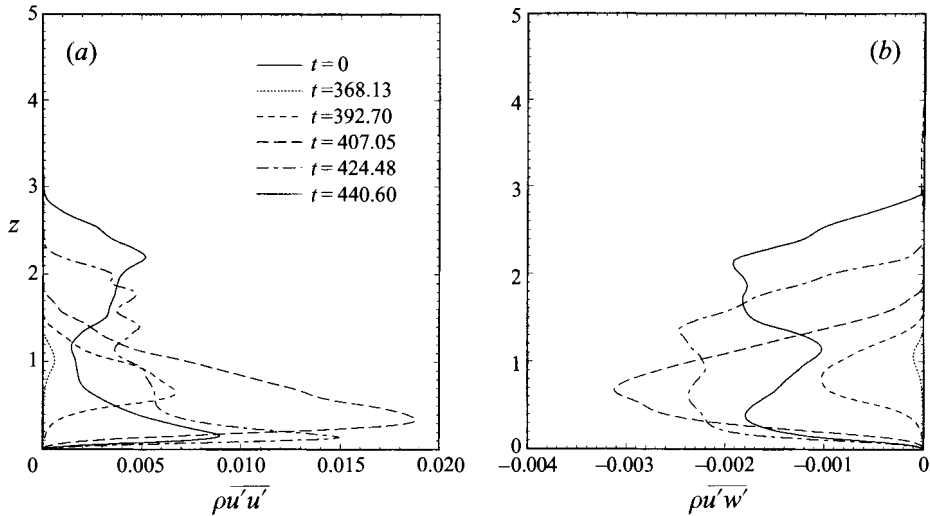 (a)
t = 0
t =368.13
t =392.70
t = 407.05
t = 424.48
t = 440.60
5
4
3
2
1
z
0
0.005
0.010
0.015
0.020
ρu′u′
(b)
5
4
3
2
1
0
−0.004
−0.003
−0.002
−0.001
0
ρu′w′